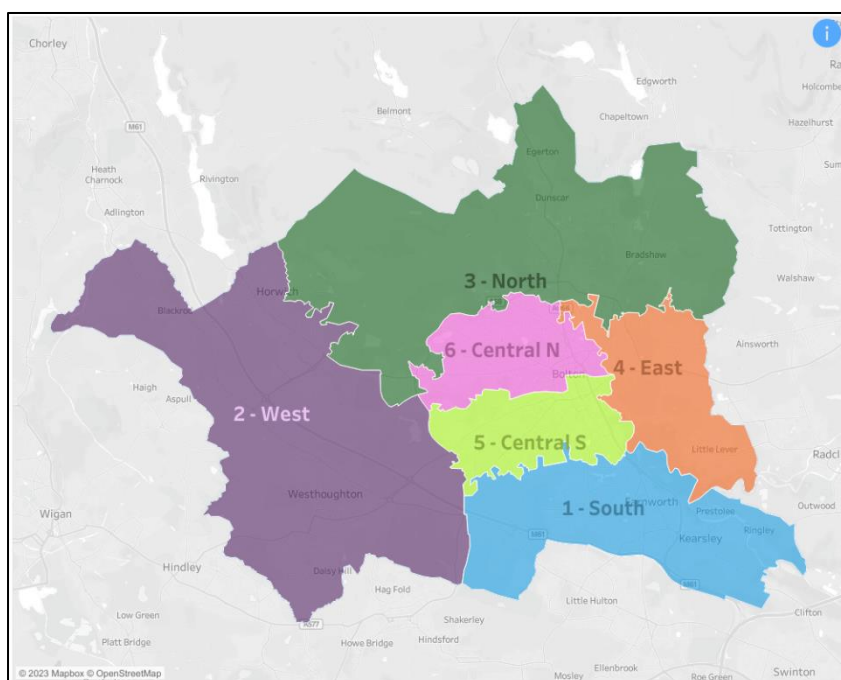 Chorley
i
Edgworth
Holcombe
Belmont
Chapeltown
Hazelhurst
M61
Egerton
Heath
Charnock
Rivington
Dunscar
Adlington
Tottington
Bradshaw
Walshaw
3 - North
Horwich
Blackrod
6 - Central N
Ainsworth
4 - East
Bolton
Haigh
Aspull
2 - West
5 - Central S
Little Lever
Westhoughton
Farnworth
Outwood
1 - South
Prestolee
Wigan
Ringley
Kearsley
Hindley
Daisy Hill
Hag Fold
Little Hulton
Low Green
Shakerley
Clifton
A577
Platt Bridge
Howe Bridge
Hindsford
Ellenbrook
Swinton
Mosley
Roe Green
© 2023 Mapbox © OpenStreetMap